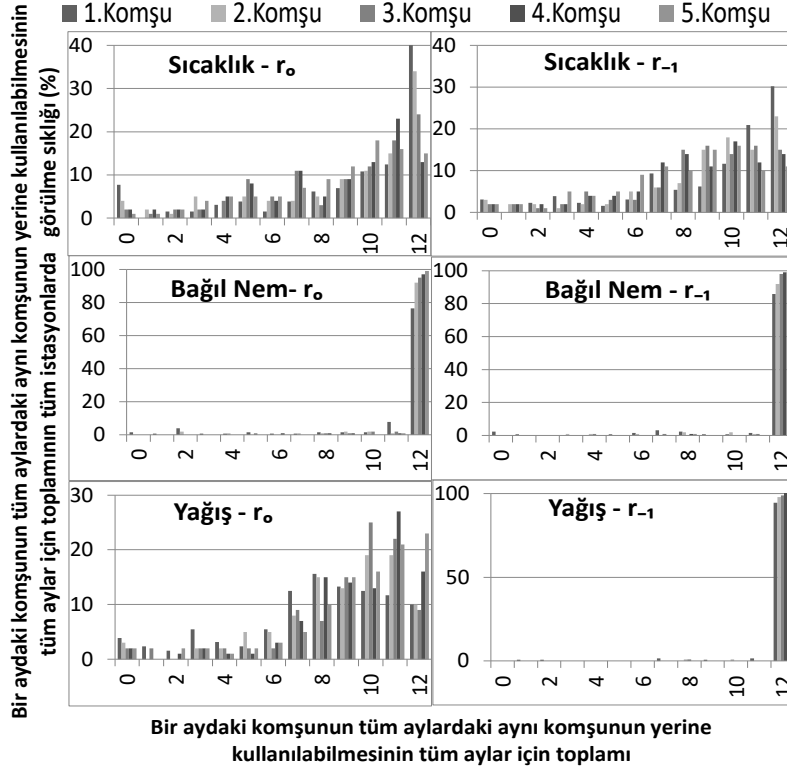 1.Komşu 2.Komşu 3.Komşu 4.Komşu 5.Komşu
Bir aydaki komşunun tüm aylardaki aynı komşunun yerine kullanılabilmesinin
tüm aylar için toplamının tüm istasyonlarda
görülme sıklığı (%)
Sıcaklık - r₀
40
30
20
10
0
0 2 4 6 8 10 12
Sıcaklık - r₋₁
40
30
20
10
0
0 2 4 6 8 10 12
Bağıl Nem- r₀
100
80
60
40
20
0
0 2 4 6 8 10 12
Bağıl Nem - r₋₁
100
80
60
40
20
0
0 2 4 6 8 10 12
Yağış - r₀
30
20
10
0
0 2 4 6 8 10 12
Yağış - r₋₁
100
50
0
0 2 4 6 8 10 12
Bir aydaki komşunun tüm aylardaki aynı komşunun yerine
kullanılabilmesinin tüm aylar için toplamı